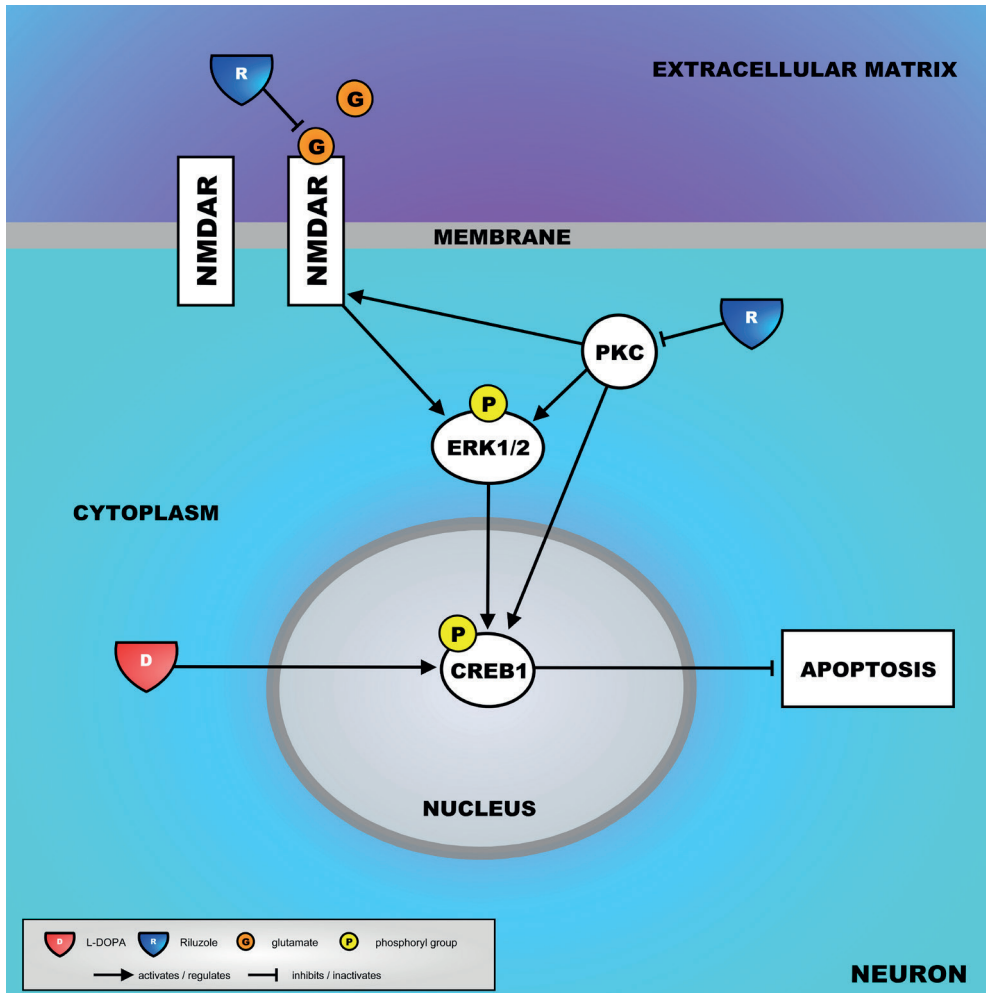 R
EXTRACELLULAR MATRIX
G
G
NMDAR
NMDAR
MEMBRANE
R
PKC
P
ERK1/2
CYTOPLASM
P
D
CREB1
APOPTOSIS
NUCLEUS
D L-DOPA R Riluzole G glutamate P phosphoryl group
activates / regulates inhibits / inactivates
NEURON